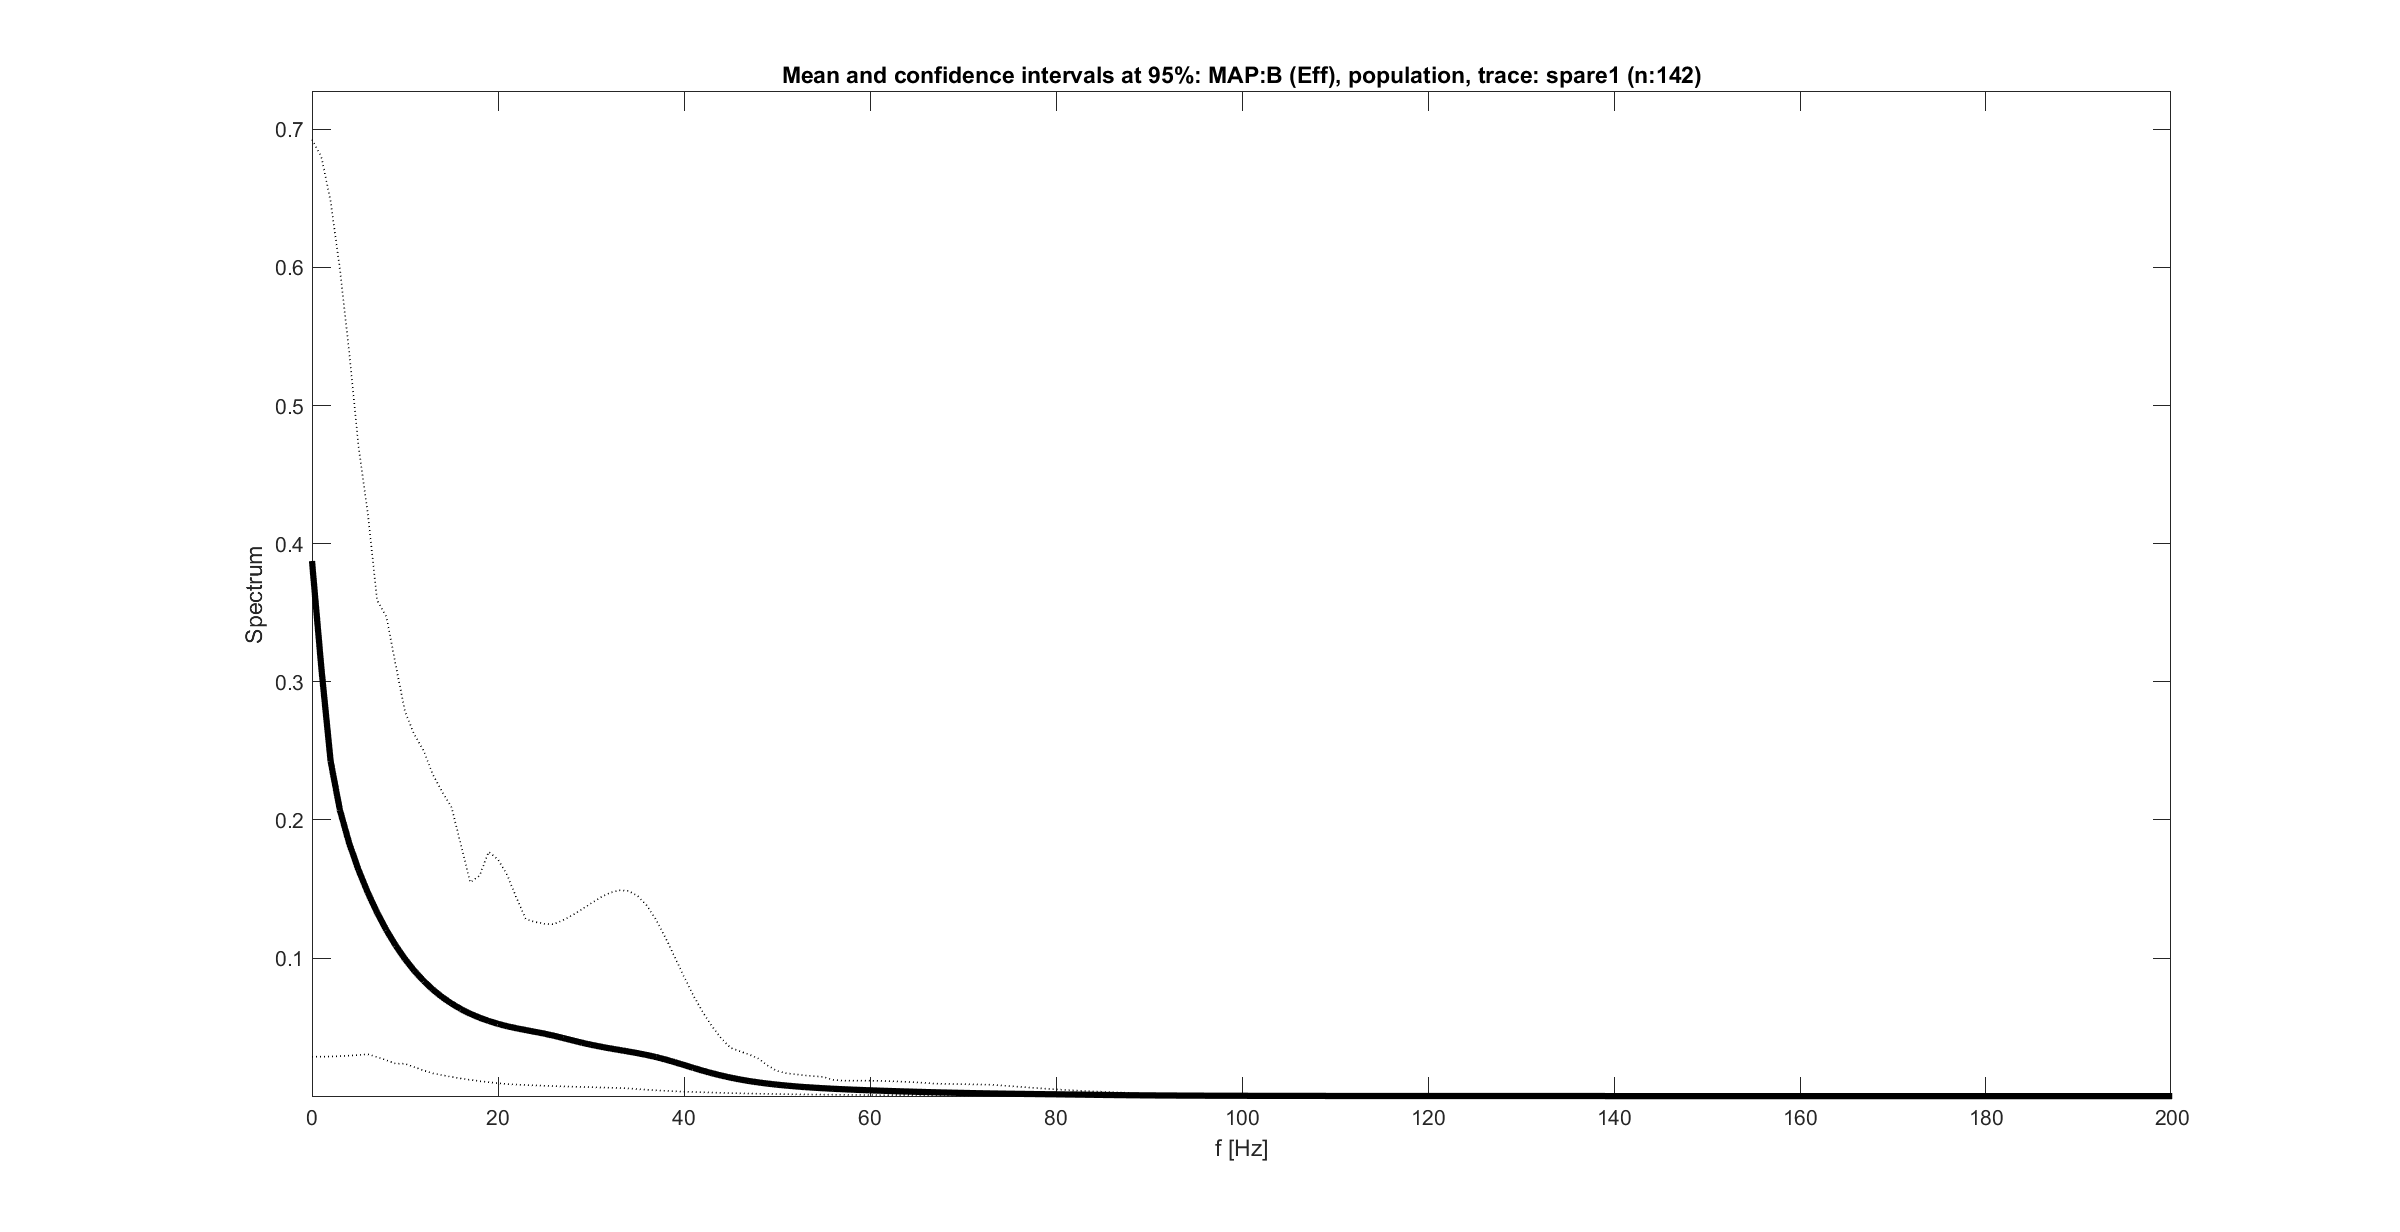 Mean and confidence intervals at 95%: MAP:B (Eff), population, trace: spare1 (n:142)
0.7
0.6
0.5
0.4
0.3
0.2
0.1
Spectrum
0 20 40 60 80 100 120 140 160 180 200
f [Hz]